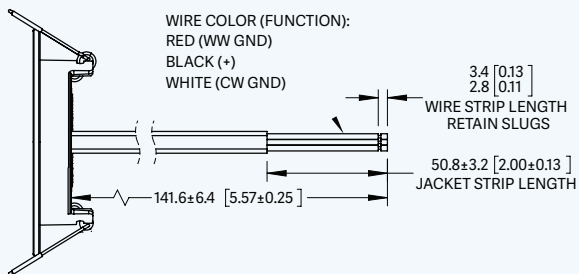 WIRE COLOR (FUNCTION):
RED (WW GND)
BLACK (+)
WHITE (CW GND)
3.4 [0.13]
2.8 [0.11]
WIRE STRIP LENGTH
RETAIN SLUGS
50.8±3.2 [2.00±0.13]
JACKET STRIP LENGTH
141.6±6.4 [5.57±0.25]